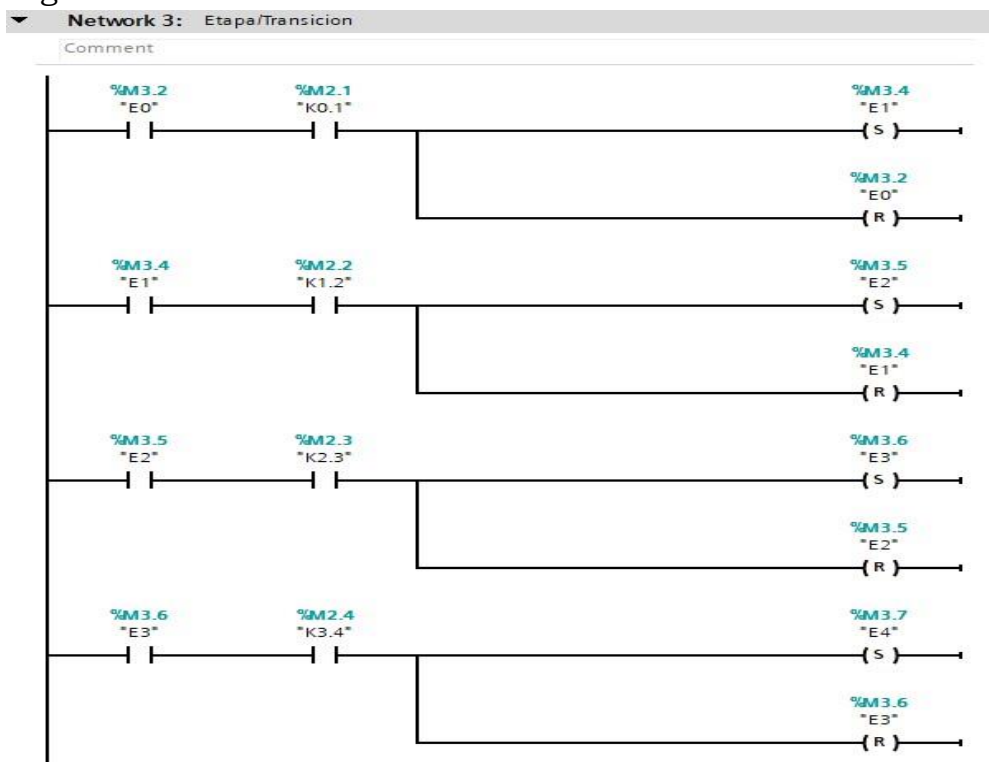 Network 3: Etapa/Transicion
Comment
%M3.2 %M2.1 %M3.4
"E0" "K0.1" "E1"
( S )
%M3.2
"E0"
( R )
%M3.4 %M2.2 %M3.5
"E1" "K1.2" "E2"
( S )
%M3.4
"E1"
( R )
%M3.5 %M2.3 %M3.6
"E2" "K2.3" "E3"
( S )
%M3.5
"E2"
( R )
%M3.6 %M2.4 %M3.7
"E3" "K3.4" "E4"
( S )
%M3.6
"E3"
( R )